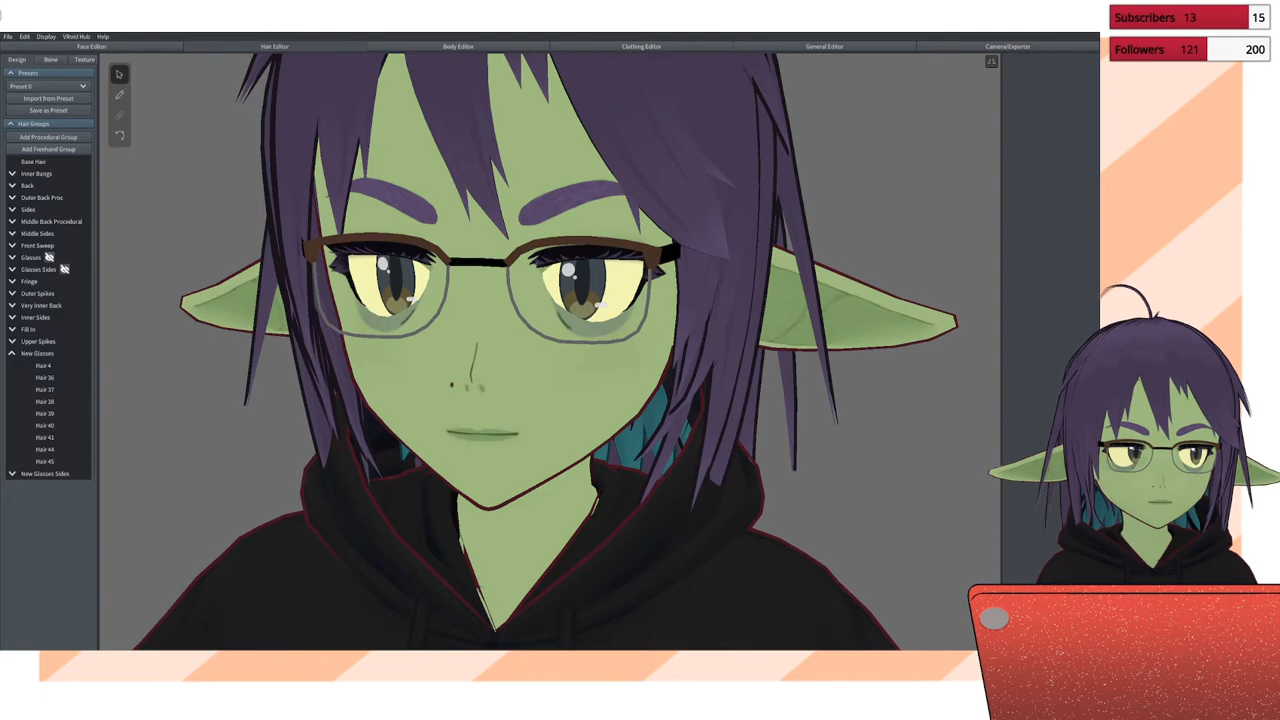 File Edit Display VRoid Hub Help
Face Editor Hair Editor Body Editor Clothing Editor General Editor Camera/Exporter
Design Bone Texture
Presets
Preset 0
Import from Preset
Save as Preset
Hair Groups
Add Procedural Group
Add Freehand Group
Base Hair
Inner Bangs
Back
Outer Back Proc
Sides
Middle Back Procedural
Middle Sides
Front Sweep
Glasses
Glasses Sides
Fringe
Outer Spikes
Very Inner Back
Inner Sides
Fill In
Upper Spikes
New Glasses
Hair 4
Hair 36
Hair 37
Hair 38
Hair 39
Hair 40
Hair 41
Hair 44
Hair 45
New Glasses Sides
Subscribers 13 15
Followers 121 200